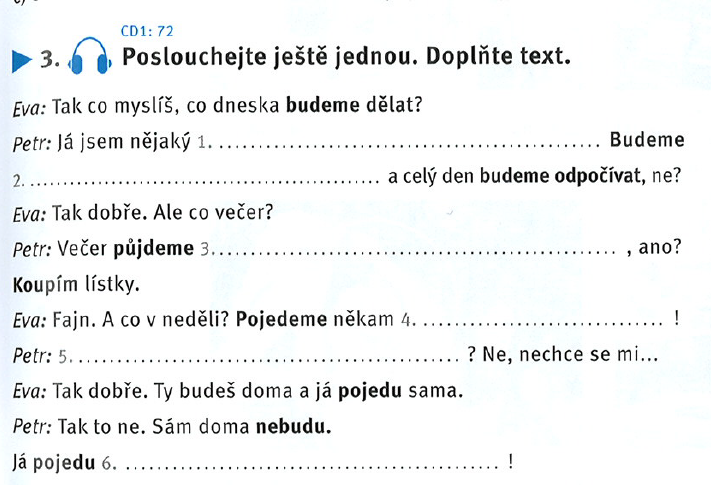 CD1: 72
3. Poslouchejte ještě jednou. Doplňte text.
Eva: Tak co myslíš, co dneska budeme dělat?
Petr: Já jsem nějaký 1. ............................................................ Budeme
2. ...................................................... a celý den budeme odpočívat, ne?
Eva: Tak dobře. Ale co večer?
Petr: Večer půjdeme 3. ............................................................ , ano?
Koupím lístky.
Eva: Fajn. A co v neděli? Pojedeme někam 4. ...................................... !
Petr: 5. ............................................................ ? Ne, nechce se mi...
Eva: Tak dobře. Ty budeš doma a já pojedu sama.
Petr: Tak to ne. Sám doma nebudu.
Já pojedu 6. ............................................................ !